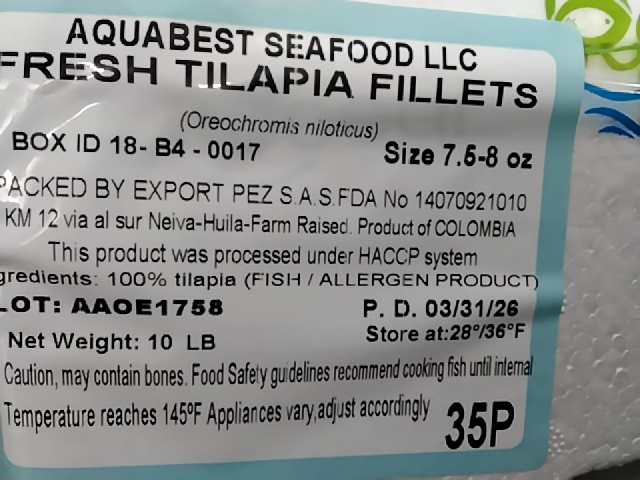 AQUABEST SEAFOOD LLC
FRESH TILAPIA FILLETS
(Oreochromis niloticus)
BOX ID 18- B4 - 0017
Size 7.5-8 oz
PACKED BY EXPORT PEZ S.A.S.FDA No 14070921010
KM 12 via al sur Neiva-Huila-Farm Raised. Product of COLOMBIA
This product was processed under HACCP system
gredients: 100% tilapia (FISH / ALLERGEN PRODUCT)
LOT: AAOE1758
P. D. 03/31/26
Net Weight: 10 LB
Store at:28°/36°F
Caution, may contain bones. Food Safety guidelines recommend cooking fish until internal
Temperature reaches 145ºF Appliances vary,adjust accordingly
35P